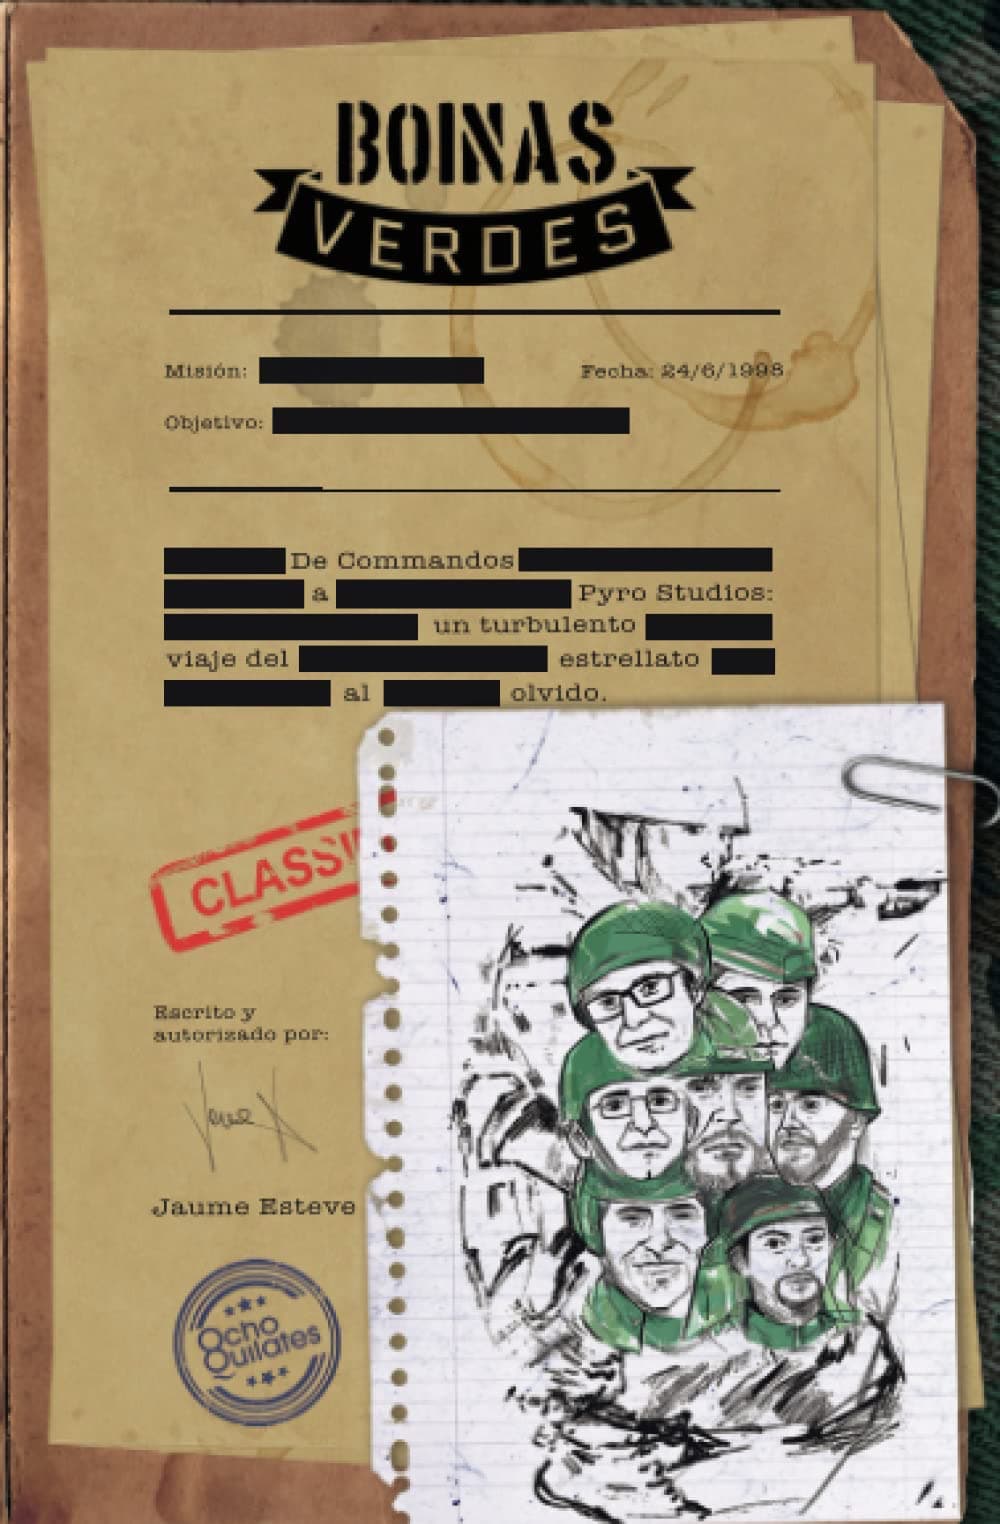 BOINAS
VERDES
Misión: Fecha: 24/6/1998
Objetivo:
De Commandos
a Pyro Studios:
un turbulento
viaje del estrellato
al olvido.
CLASSI
Escrito y
autorizado por:
Jaume Esteve
Ocho
Quilates